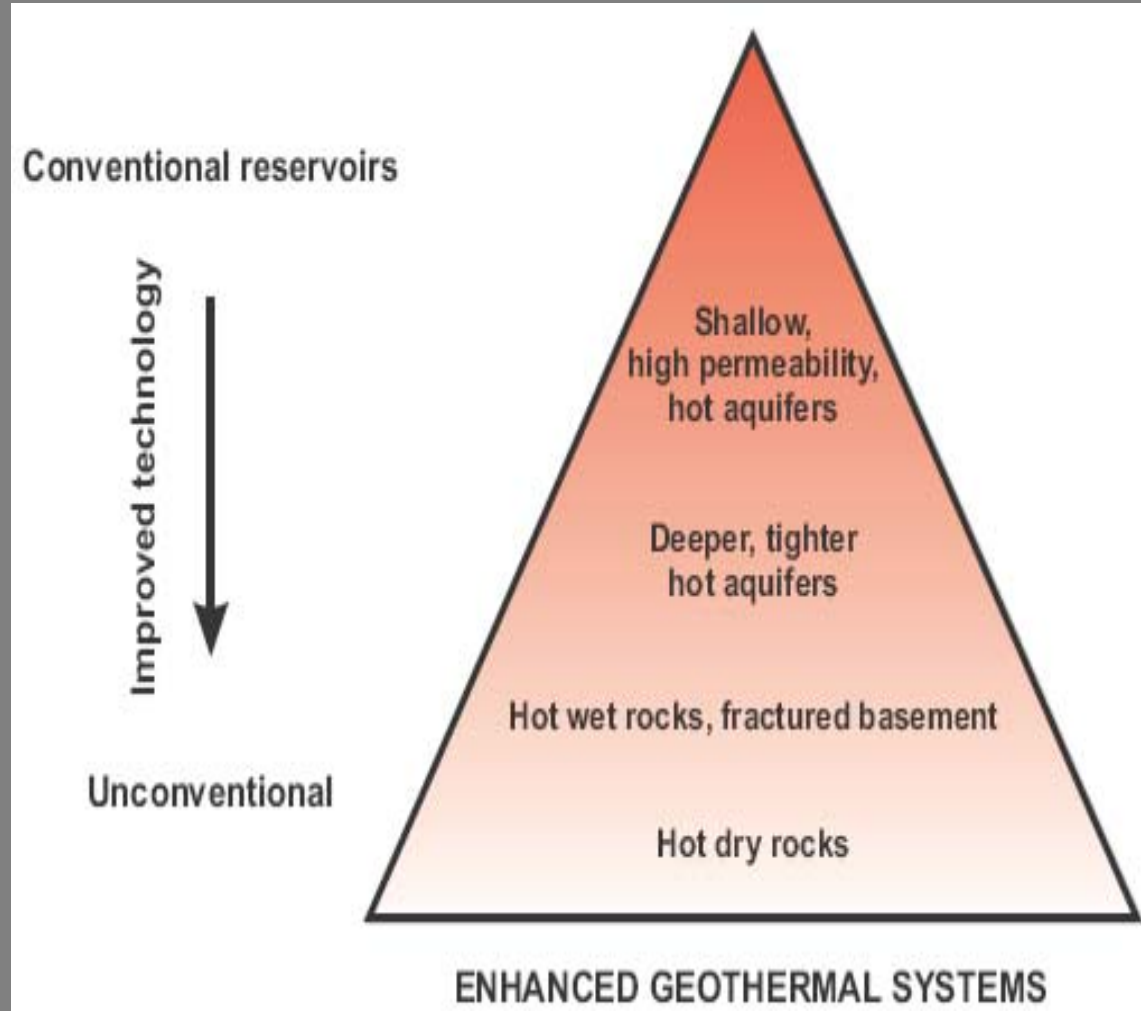 Conventional reservoirs
Improved technology
Unconventional
Shallow,
high permeability,
hot aquifers
Deeper, tighter
hot aquifers
Hot wet rocks, fractured basement
Hot dry rocks
ENHANCED GEOTHERMAL SYSTEMS